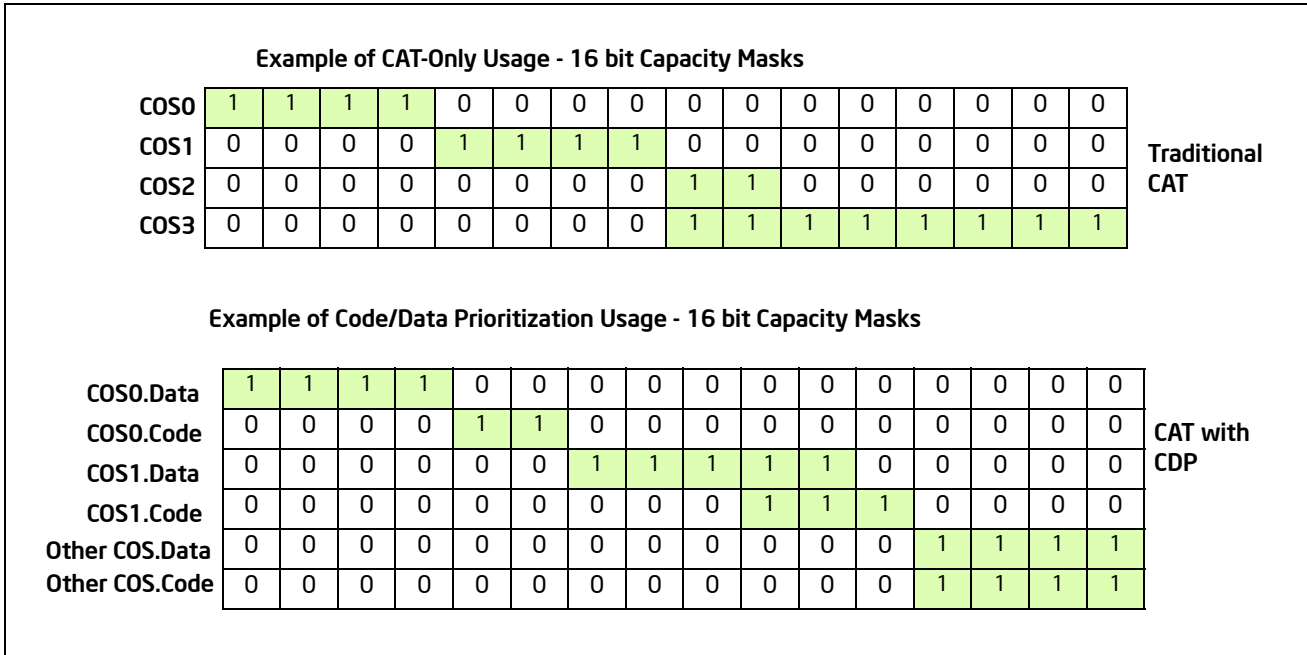 Example of CAT-Only Usage - 16 bit Capacity Masks
COS0 1 1 1 1 0 0 0 0 0 0 0 0 0 0 0 0
COS1 0 0 0 0 1 1 1 1 0 0 0 0 0 0 0 0
COS2 0 0 0 0 0 0 0 0 1 1 0 0 0 0 0 0
COS3 0 0 0 0 0 0 0 0 1 1 1 1 1 1 1 1
Traditional
CAT
Example of Code/Data Prioritization Usage - 16 bit Capacity Masks
COS0.Data 1 1 1 1 0 0 0 0 0 0 0 0 0 0 0 0
COS0.Code 0 0 0 0 1 1 0 0 0 0 0 0 0 0 0 0
COS1.Data 0 0 0 0 0 0 1 1 1 1 1 0 0 0 0 0
COS1.Code 0 0 0 0 0 0 0 0 0 1 1 1 0 0 0 0
Other COS.Data 0 0 0 0 0 0 0 0 0 0 0 0 1 1 1 1
Other COS.Code 0 0 0 0 0 0 0 0 0 0 0 0 1 1 1 1
CAT with
CDP